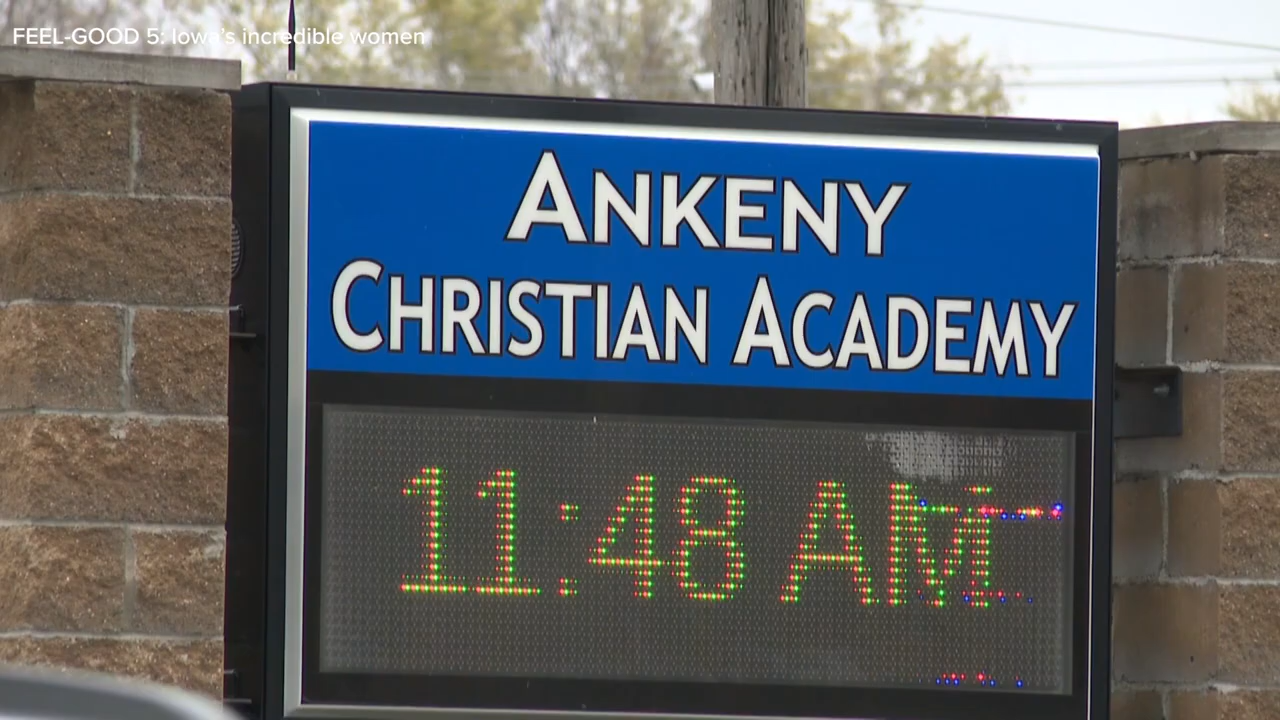 FEEL-GOOD 5: Iowa's incredible women
ANKENY
CHRISTIAN ACADEMY
11:48 AM